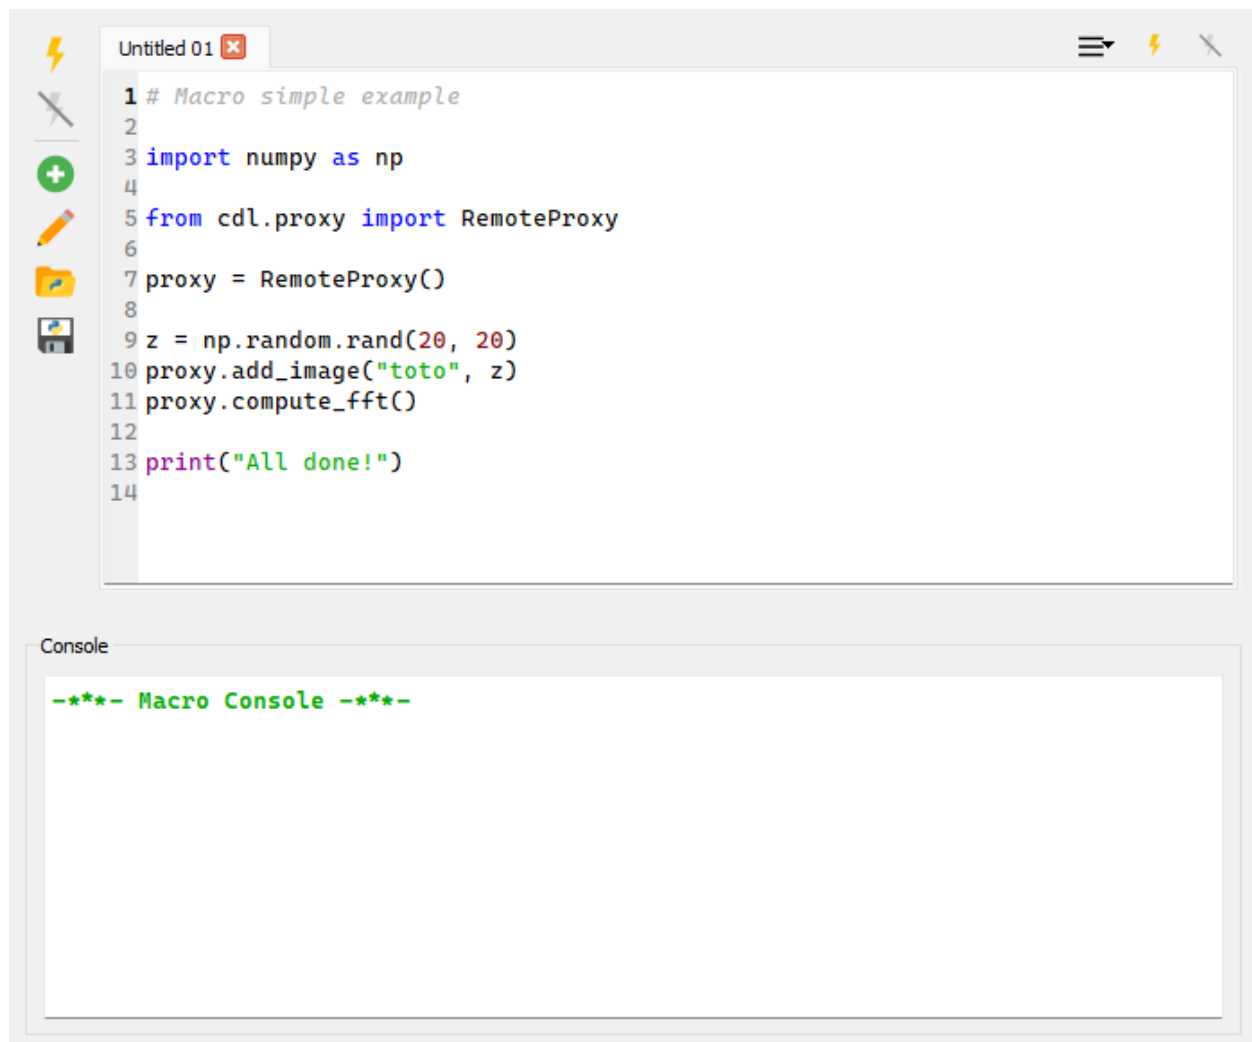 Untitled 01
1 # Macro simple example
2
3 import numpy as np
4
5 from cdl.proxy import RemoteProxy
6
7 proxy = RemoteProxy()
8
9 z = np.random.rand(20, 20)
10 proxy.add_image("toto", z)
11 proxy.compute_fft()
12
13 print("All done!")
14
Console
-***- Macro Console -***-